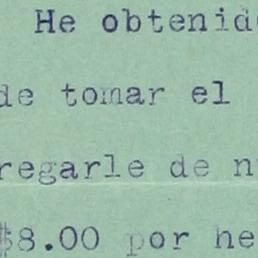 He obtenid
de tomar el
regarle de n
$8.00 por he